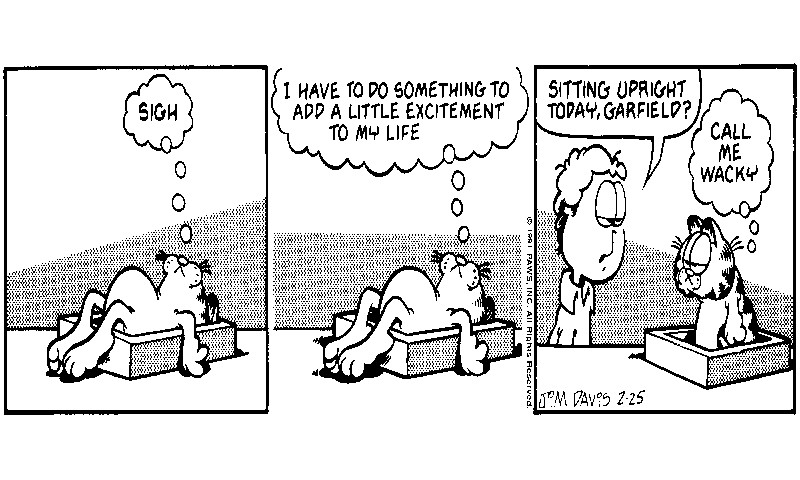 SIGH
I HAVE TO DO SOMETHING TO
ADD A LITTLE EXCITEMENT
TO MY LIFE
SITTING UPRIGHT
TODAY, GARFIELD?
CALL
ME
WACKY
© 1981 PAWS, INC. All Rights Reserved.
JIM DAVIS 2-25